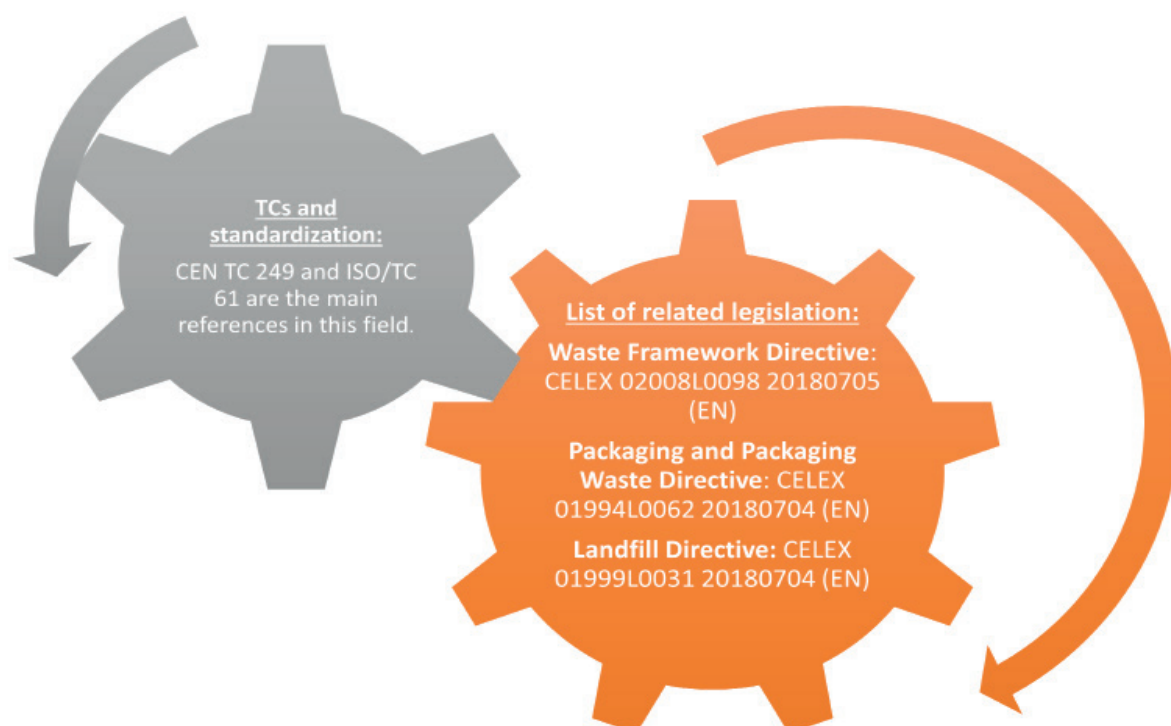 TCs and
standardization:
CEN TC 249 and ISO/TC
61 are the main
references in this field.
List of related legislation:
Waste Framework Directive:
CELEX 02008L0098 20180705
(EN)
Packaging and Packaging
Waste Directive: CELEX
01994L0062 20180704 (EN)
Landfill Directive: CELEX
01999L0031 20180704 (EN)